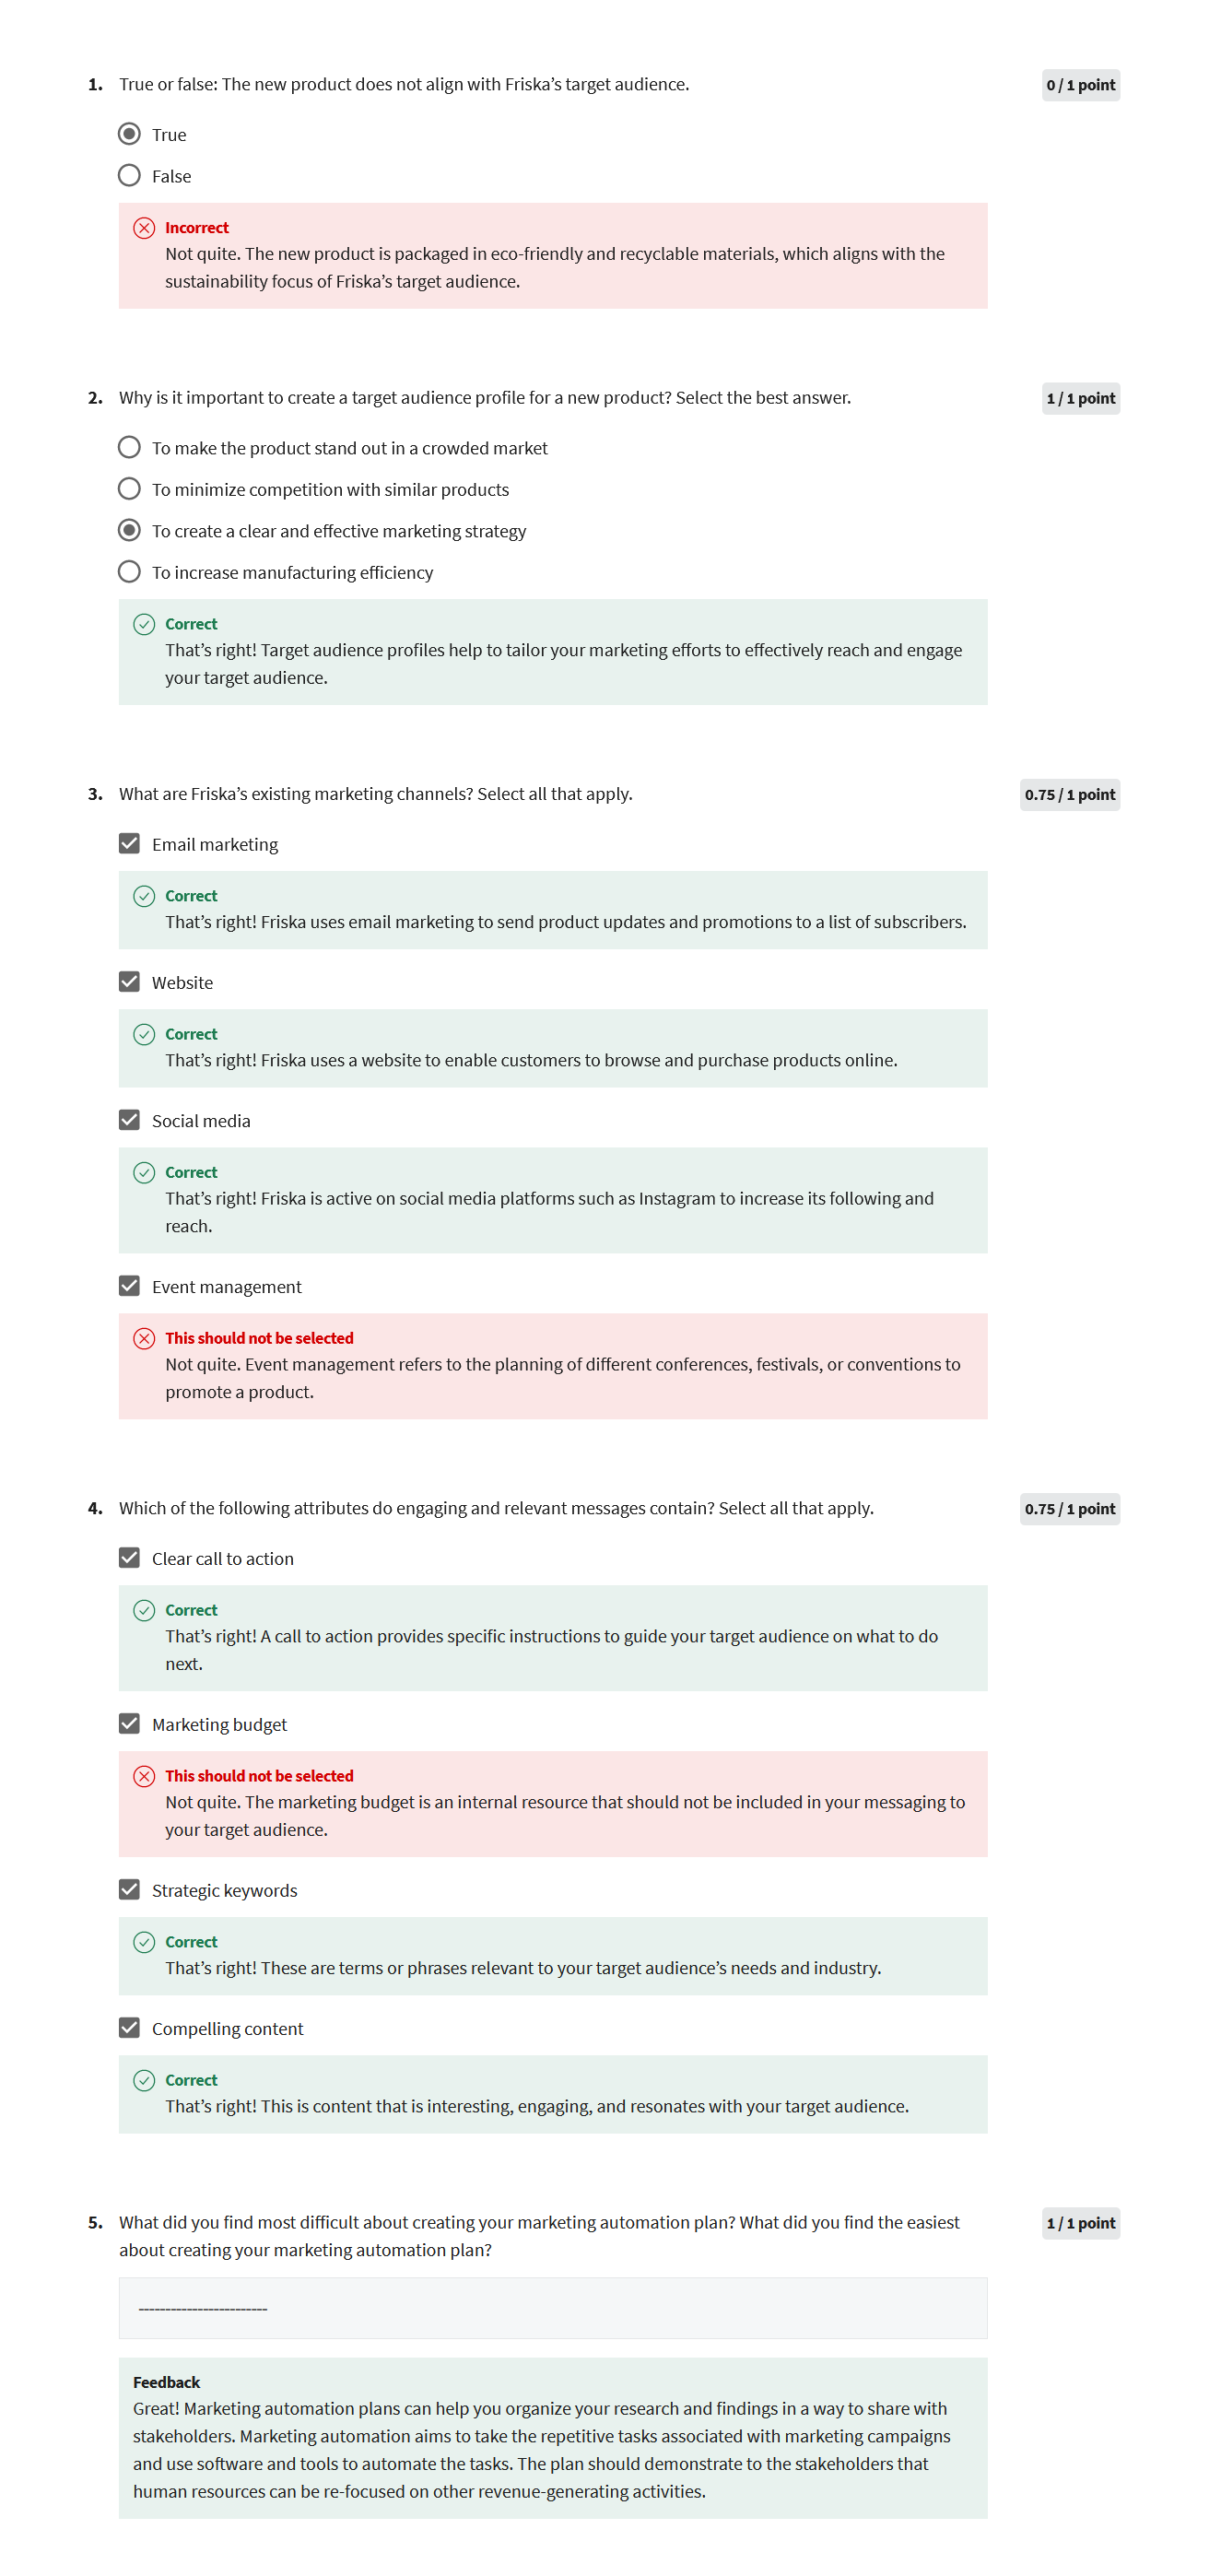 1. True or false: The new product does not align with Friska’s target audience.
0 / 1 point
True
False
Incorrect
Not quite. The new product is packaged in eco-friendly and recyclable materials, which aligns with the
sustainability focus of Friska’s target audience.
2. Why is it important to create a target audience profile for a new product? Select the best answer.
1 / 1 point
To make the product stand out in a crowded market
To minimize competition with similar products
To create a clear and effective marketing strategy
To increase manufacturing efficiency
Correct
That’s right! Target audience profiles help to tailor your marketing efforts to effectively reach and engage
your target audience.
3. What are Friska’s existing marketing channels? Select all that apply.
0.75 / 1 point
Email marketing
Correct
That’s right! Friska uses email marketing to send product updates and promotions to a list of subscribers.
Website
Correct
That’s right! Friska uses a website to enable customers to browse and purchase products online.
Social media
Correct
That’s right! Friska is active on social media platforms such as Instagram to increase its following and
reach.
Event management
This should not be selected
Not quite. Event management refers to the planning of different conferences, festivals, or conventions to
promote a product.
4. Which of the following attributes do engaging and relevant messages contain? Select all that apply.
0.75 / 1 point
Clear call to action
Correct
That’s right! A call to action provides specific instructions to guide your target audience on what to do
next.
Marketing budget
This should not be selected
Not quite. The marketing budget is an internal resource that should not be included in your messaging to
your target audience.
Strategic keywords
Correct
That’s right! These are terms or phrases relevant to your target audience’s needs and industry.
Compelling content
Correct
That’s right! This is content that is interesting, engaging, and resonates with your target audience.
5. What did you find most difficult about creating your marketing automation plan? What did you find the easiest
about creating your marketing automation plan?
1 / 1 point
------------------------
Feedback
Great! Marketing automation plans can help you organize your research and findings in a way to share with
stakeholders. Marketing automation aims to take the repetitive tasks associated with marketing campaigns
and use software and tools to automate the tasks. The plan should demonstrate to the stakeholders that
human resources can be re-focused on other revenue-generating activities.